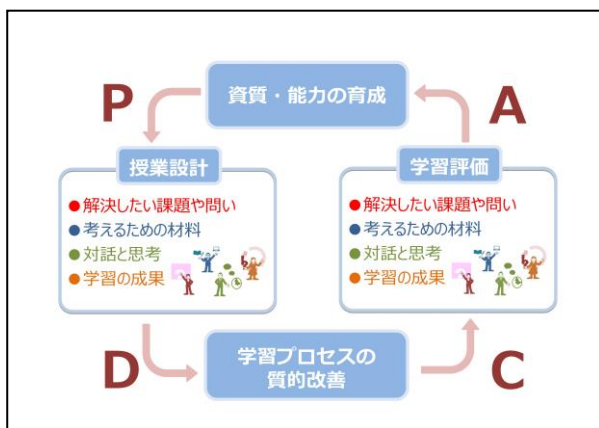 P
資質・能力の育成
A
授業設計
●解決したい課題や問い
●考えるための材料
●対話と思考
●学習の成果
学習評価
●解決したい課題や問い
●考えるための材料
●対話と思考
●学習の成果
D
学習プロセスの
質的改善
C